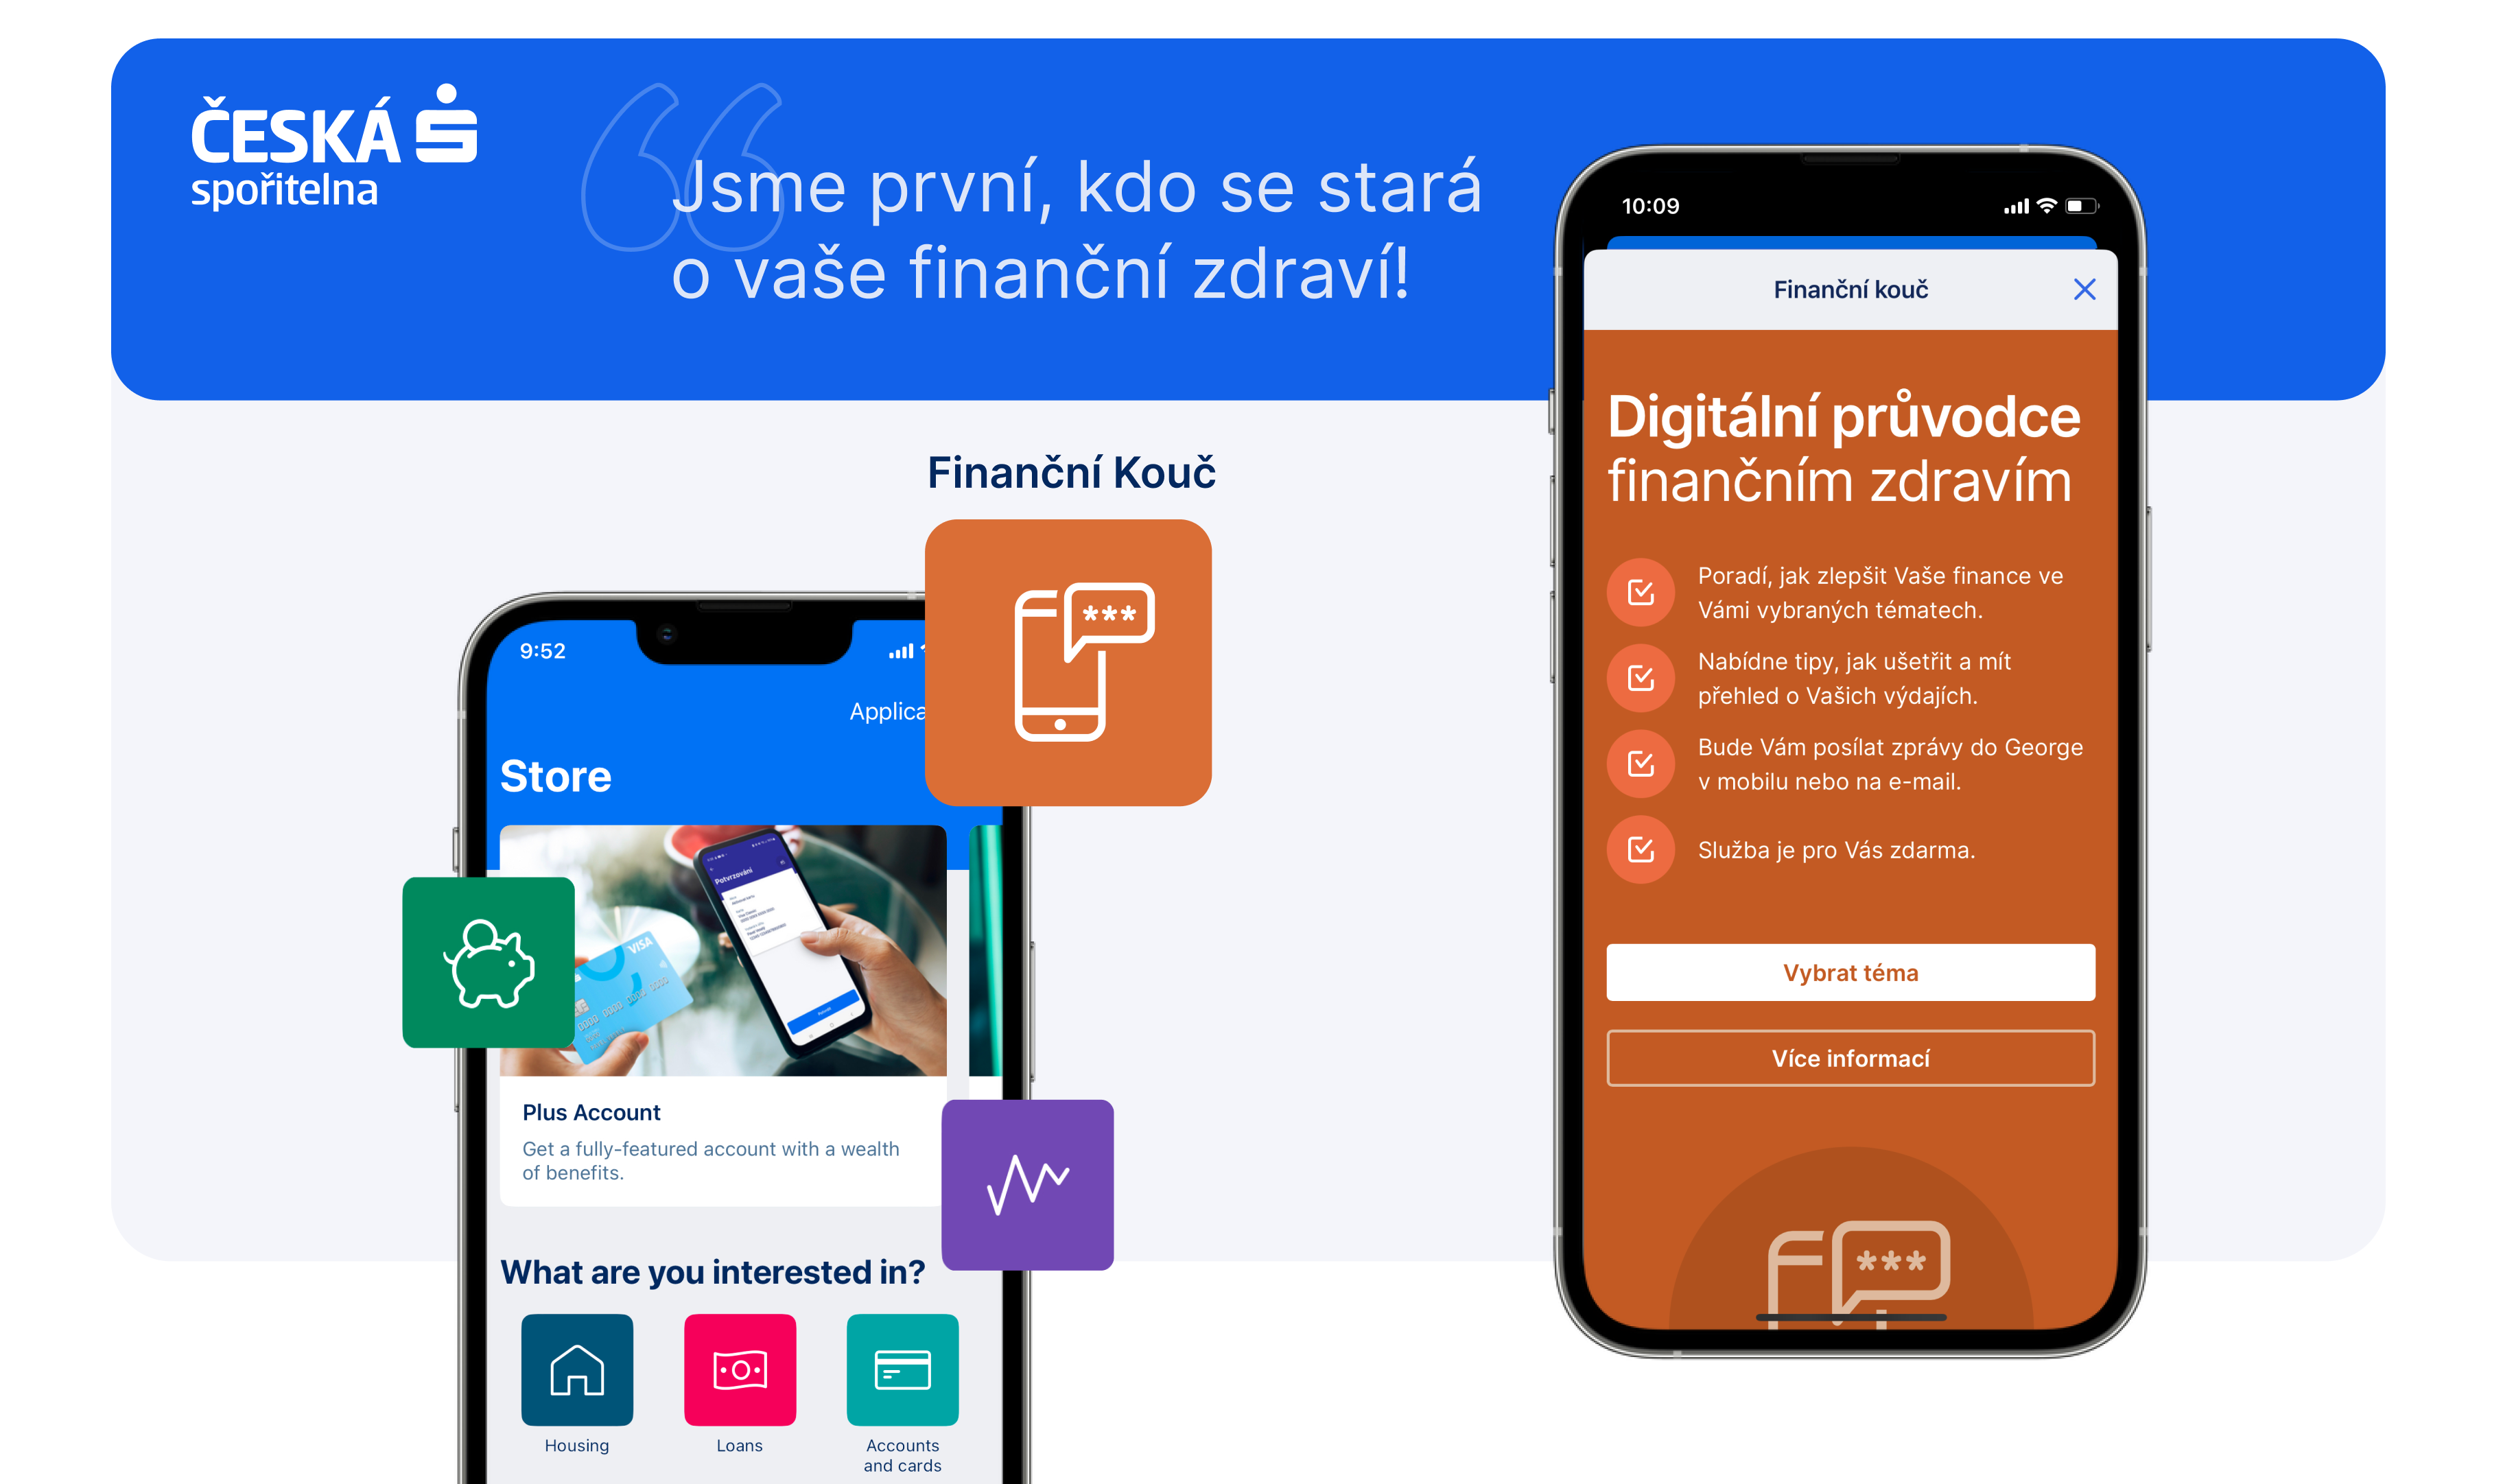 ČESKÁ
spořitelna
Jsme první, kdo se stará
o vaše finanční zdraví!
Finanční Kouč
9:52
Store
Potvrzování
VISA
Plus Account
Get a fully-featured account with a wealth
of benefits.
What are you interested in?
Housing
Loans
Accounts
and cards
10:09
Finanční kouč
Digitální průvodce
finančním zdravím
Poradí, jak zlepšit Vaše finance ve
Vámi vybraných tématech.
Nabídne tipy, jak ušetřit a mít
přehled o Vašich výdajích.
Bude Vám posílat zprávy do George
v mobilu nebo na e-mail.
Služba je pro Vás zdarma.
Vybrat téma
Více informací